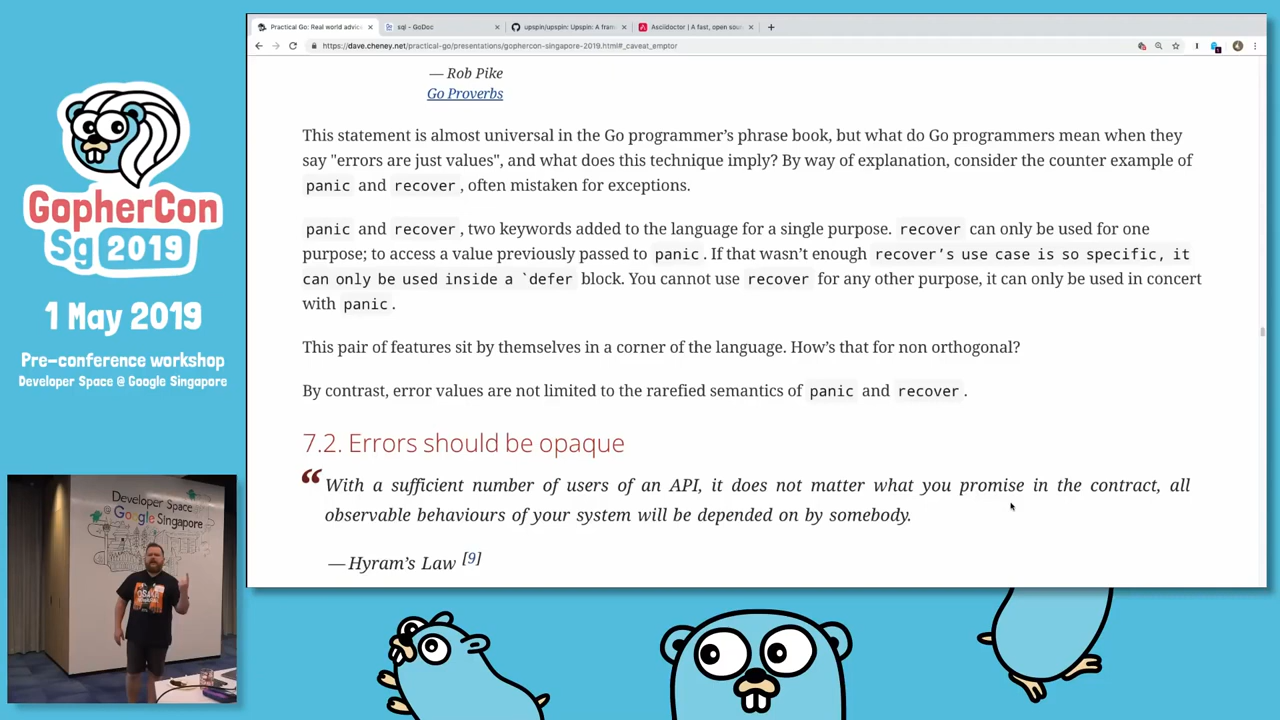 Practical Go: Real world advic
sql - GoDoc
upspin/upspin: Upspin: A fram
Asciidoctor | A fast, open sou
https://dave.cheney.net/practical-go/presentations/gophercon-singapore-2019.html#_caveat_emptor
— Rob Pike
Go Proverbs
This statement is almost universal in the Go programmer’s phrase book, but what do Go programmers mean when they
say "errors are just values", and what does this technique imply? By way of explanation, consider the counter example of
panic and recover, often mistaken for exceptions.
panic and recover, two keywords added to the language for a single purpose. recover can only be used for one
purpose; to access a value previously passed to panic. If that wasn’t enough recover’s use case is so specific, it
can only be used inside a `defer block. You cannot use recover for any other purpose, it can only be used in concert
with panic.
This pair of features sit by themselves in a corner of the language. How’s that for non orthogonal?
By contrast, error values are not limited to the rarefied semantics of panic and recover.
7.2. Errors should be opaque
“ With a sufficient number of users of an API, it does not matter what you promise in the contract, all
observable behaviours of your system will be depended on by somebody.
— Hyram’s Law [9]
GopherCon
Sg 2019
1 May 2019
Pre-conference workshop
Developer Space @ Google Singapore
Developer Space
@ Google Singapore
OSAKA